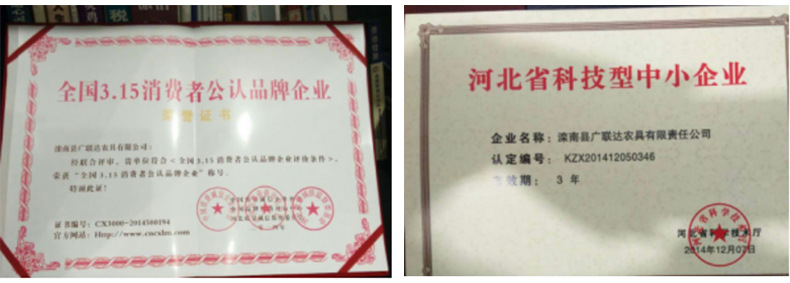 全国3.15消费者公认品牌企业
荣誉证书
滦南县广联达农具有限公司:
经联合评审,贵单位符合<全国3.15消费者公认品牌企业评价条件>,
荣获"全国3.15消费者公认品牌企业"称号。
特颁此证!
证书编号:CX3000-2014500194
官方网站:Http://www.cncxlm.com
河北省科技型中小企业
企业名称:滦南县广联达农具有限责任公司
认定编号:KZX201412050346
有效期:3 年
河北省科学技术厅
2014年12月07日